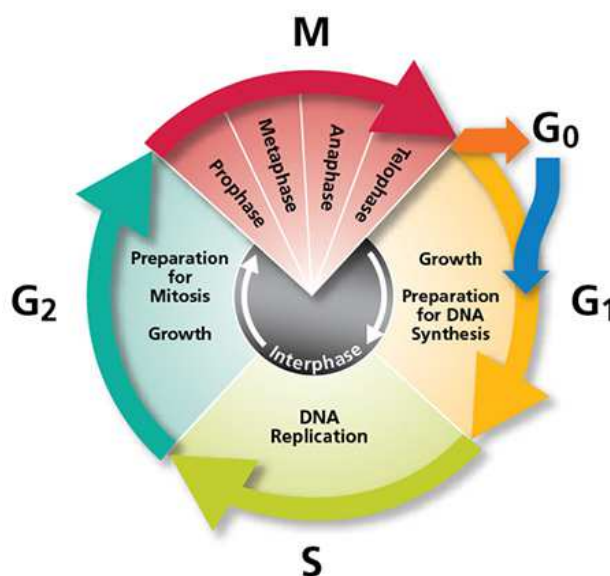 M
Prophase
Metaphase
Anaphase
Telophase
G₀
Growth
Preparation
for DNA
Synthesis
G₁
Preparation
for
Mitosis
Growth
G₂
Interphase
DNA
Replication
S